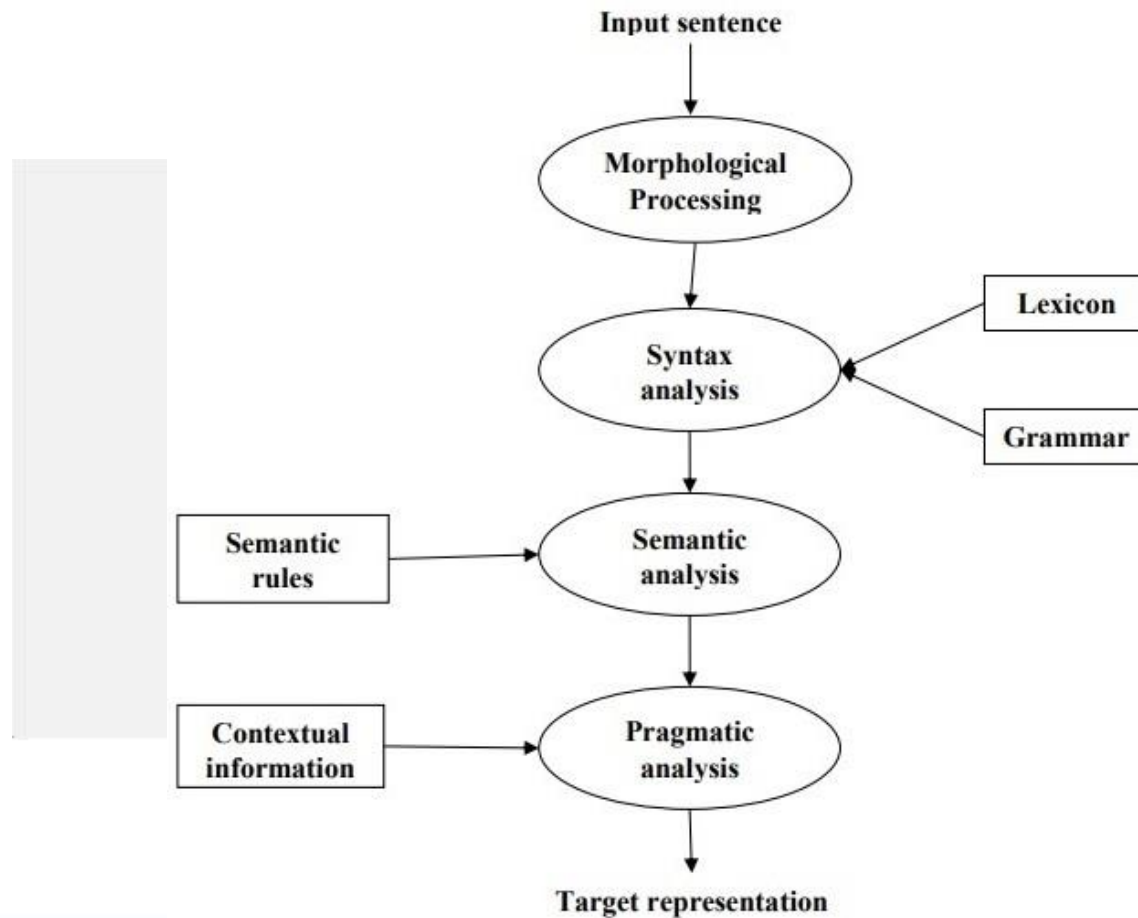 Input sentence
Morphological
Processing
Lexicon
Syntax
analysis
Grammar
Semantic
rules
Semantic
analysis
Contextual
information
Pragmatic
analysis
Target representation